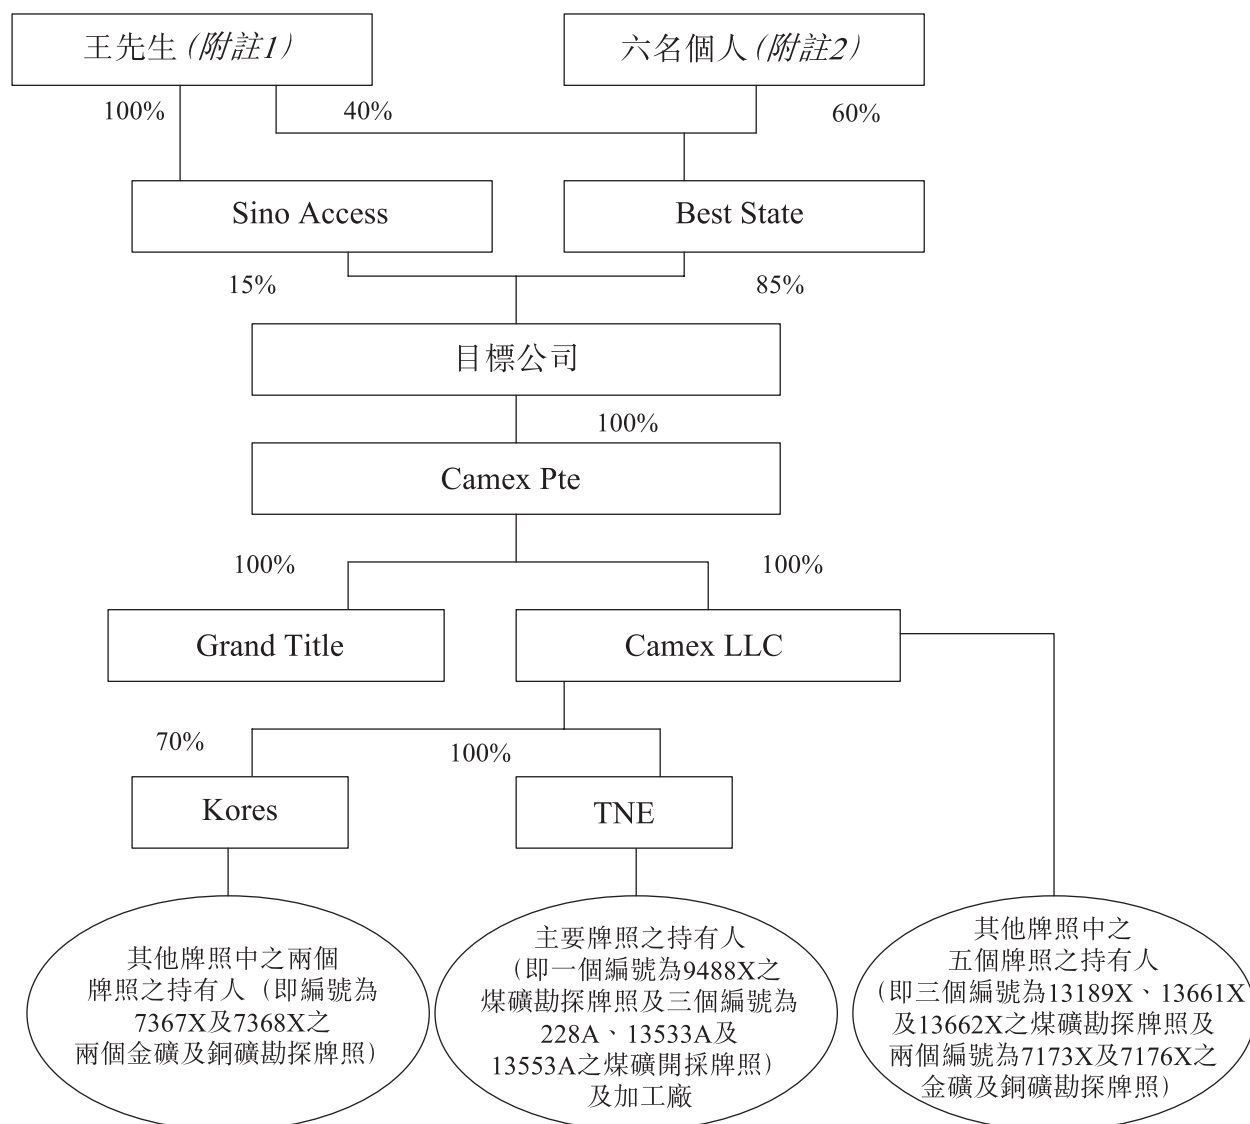 王先生（附註1）
六名個人（附註2）
100%
40%
60%
Sino Access
Best State
15%
85%
目標公司
100%
Camex Pte
100%
100%
Grand Title
Camex LLC
70%
100%
Kores
TNE
其他牌照中之兩個
牌照之持有人（即編號為
7367X及7368X之
兩個金礦及銅礦勘探牌照）
主要牌照之持有人
（即一個編號為9488X之
煤礦勘探牌照及三個編號為
228A、13533A及
13553A之煤礦開採牌照）
及加工廠
其他牌照中之
五個牌照之持有人
（即三個編號為13189X、13661X
及13662X之煤礦勘探牌照及
兩個編號為7173X及7176X之
金礦及銅礦勘探牌照）